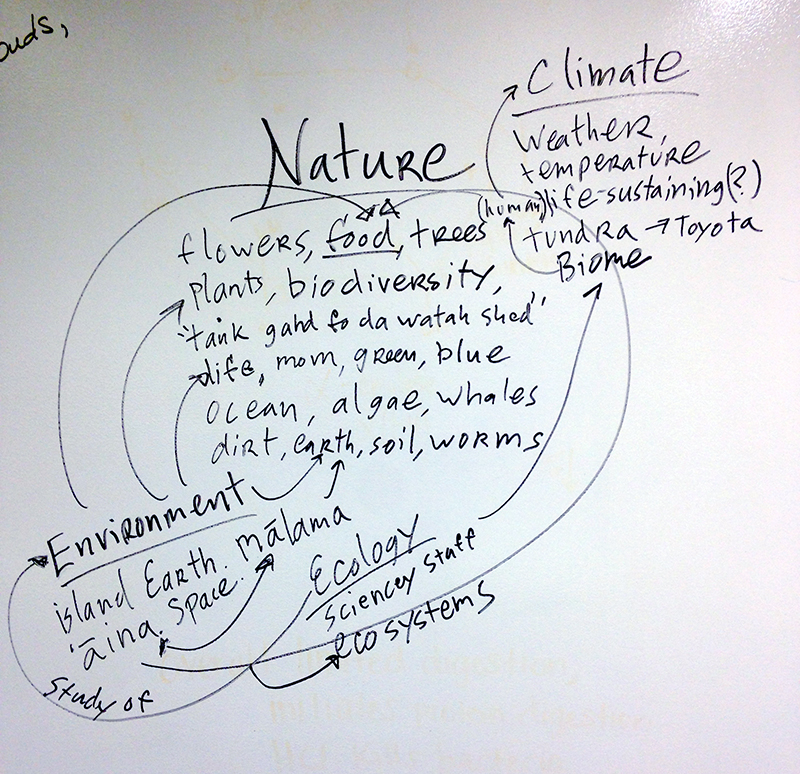 ouds,
Climate
Weather,
temperature
(human) life-sustaining(?)
tundra → Toyota
Biome
Nature
flowers, food, trees
plants, biodiversity,
"tank gahd fo da watah shed"
life, mom, green, blue
ocean, algae, whales
dirt, earth, soil, worms
Environment
island Earth. mālama
'āina. Space.
Study of
Ecology
sciencey staff
ecosystems